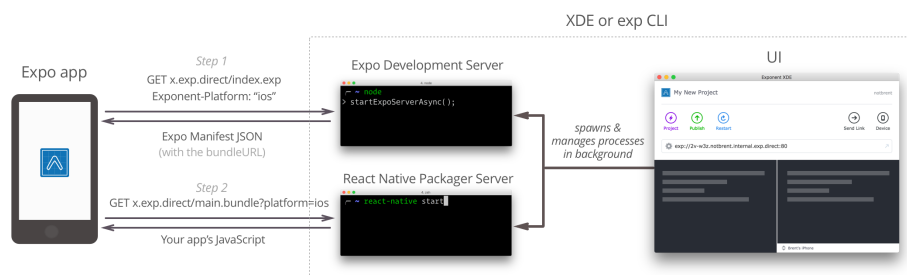 XDE or exp CLI
Expo app
Step 1
GET x.exp.direct/index.exp
Exponent-Platform: “ios”
Expo Manifest JSON
(with the bundleURL)
Step 2
GET x.exp.direct/main.bundle?platform=ios
Your app’s JavaScript
Expo Development Server
node
> startExpoServerAsync();
React Native Packager Server
react-native start
spawns &
manages processes
in background
UI
Exponent XDE
My New Project
notbrent
Project
Publish
Restart
Send Link
Device
exp://2v-w3z.notbrent.internal.exp.direct:80
Brent's iPhone